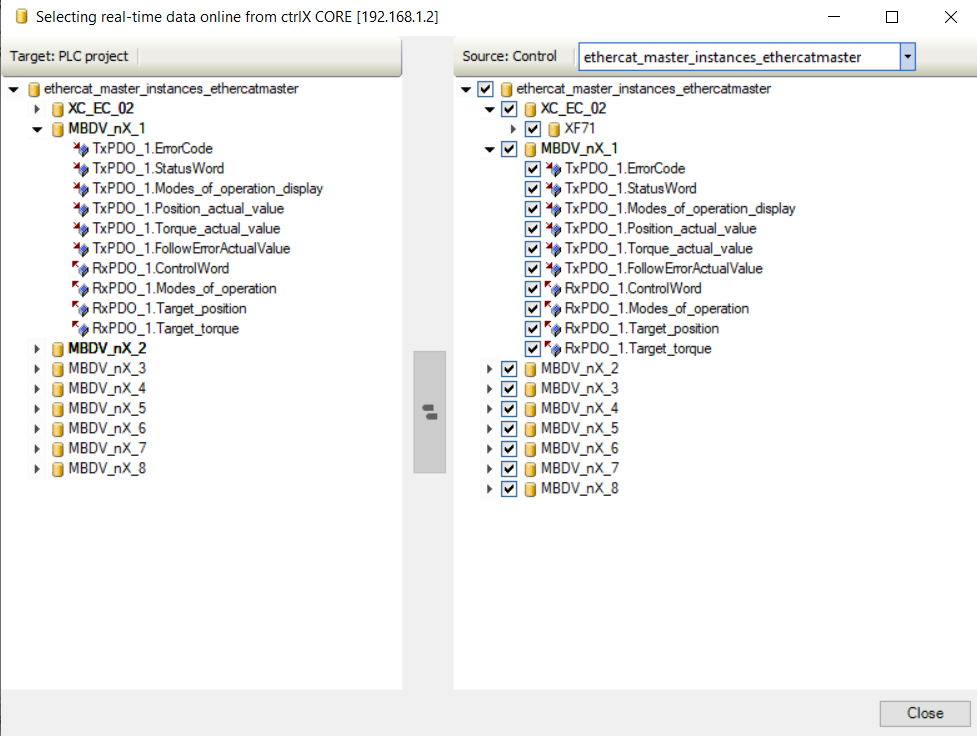 Selecting real-time data online from ctrlX CORE [192.168.1.2]
Target: PLC project
ethercat_master_instances_ethercatmaster
XC_EC_02
MBDV_nX_1
TxPDO_1.ErrorCode
TxPDO_1.StatusWord
TxPDO_1.Modes_of_operation_display
TxPDO_1.Position_actual_value
TxPDO_1.Torque_actual_value
TxPDO_1.FollowErrorActualValue
RxPDO_1.ControlWord
RxPDO_1.Modes_of_operation
RxPDO_1.Target_position
RxPDO_1.Target_torque
MBDV_nX_2
MBDV_nX_3
MBDV_nX_4
MBDV_nX_5
MBDV_nX_6
MBDV_nX_7
MBDV_nX_8
Source: Control
ethercat_master_instances_ethercatmaster
ethercat_master_instances_ethercatmaster
XC_EC_02
XF71
MBDV_nX_1
TxPDO_1.ErrorCode
TxPDO_1.StatusWord
TxPDO_1.Modes_of_operation_display
TxPDO_1.Position_actual_value
TxPDO_1.Torque_actual_value
TxPDO_1.FollowErrorActualValue
RxPDO_1.ControlWord
RxPDO_1.Modes_of_operation
RxPDO_1.Target_position
RxPDO_1.Target_torque
MBDV_nX_2
MBDV_nX_3
MBDV_nX_4
MBDV_nX_5
MBDV_nX_6
MBDV_nX_7
MBDV_nX_8
Close